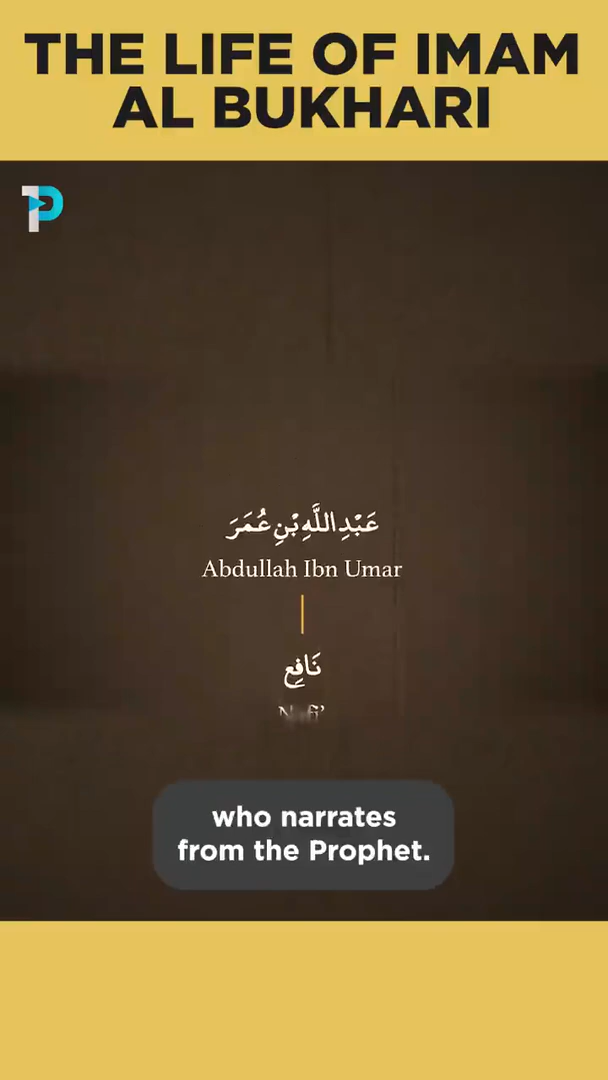 THE LIFE OF IMAM
AL BUKHARI
عَبْدِ اللَّهِ بْنِ عُمَرَ
Abdullah Ibn Umar
نَافِع
who narrates
from the Prophet.